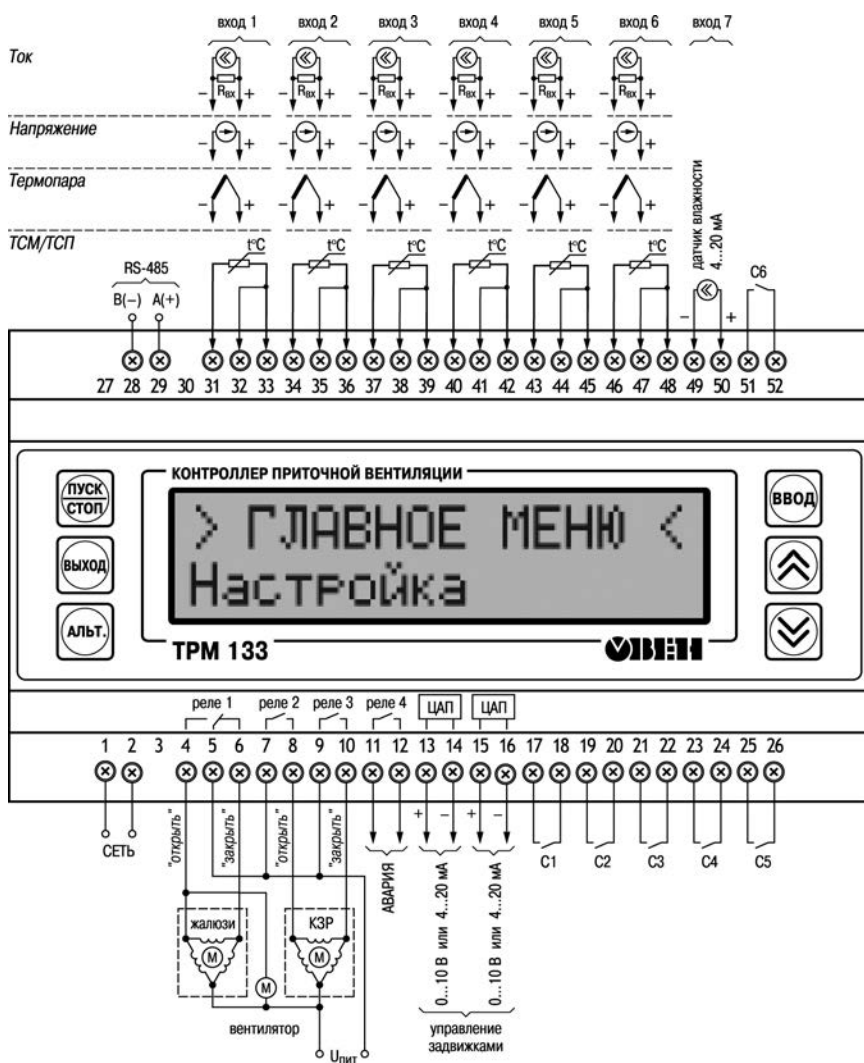 вход 1 вход 2 вход 3 вход 4 вход 5 вход 6 вход 7
Ток
Rвх Rвх Rвх Rвх Rвх Rвх
– + – + – + – + – + – +
Напряжение
– + – + – + – + – + – +
Термопара
– + – + – + – + – + – +
ТСМ/ТСП
t°C t°C t°C t°C t°C t°C
датчик влажности
4...20 мА
– +
C6
RS-485
B(–) A(+)
27 28 29 30 31 32 33 34 35 36 37 38 39 40 41 42 43 44 45 46 47 48 49 50 51 52
КОНТРОЛЛЕР ПРИТОЧНОЙ ВЕНТИЛЯЦИИ
ПУСК
СТОП
ВЫХОД
АЛЬТ.
> ГЛАВНОЕ МЕНЮ <
Настройка
ВВОД
ТРМ 133
ОВЕН
реле 1 реле 2 реле 3 реле 4 ЦАП ЦАП
1 2 3 4 5 6 7 8 9 10 11 12 13 14 15 16 17 18 19 20 21 22 23 24 25 26
СЕТЬ
"открыть"
"закрыть"
"открыть"
"закрыть"
АВАРИЯ
+ – + –
0...10 В или 4...20 мА
0...10 В или 4...20 мА
C1 C2 C3 C4 C5
жалюзи
М
КЗР
М
М
вентилятор
управление
задвижками
Uпит